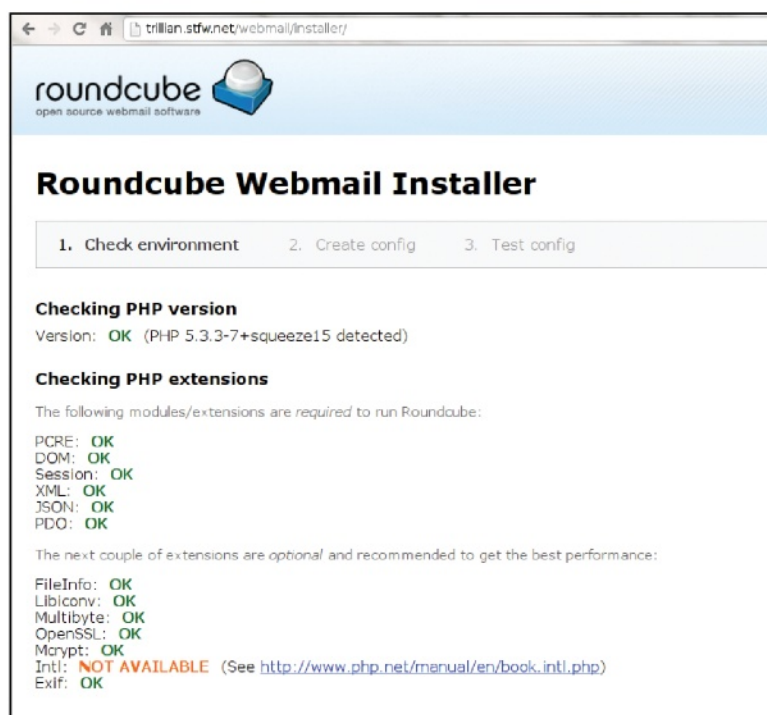 trillian.stfw.net/webmail/installer/
roundcube
open source webmail software
Roundcube Webmail Installer
1. Check environment 2. Create config 3. Test config
Checking PHP version
Version: OK (PHP 5.3.3-7+squeeze15 detected)
Checking PHP extensions
The following modules/extensions are required to run Roundcube:
PCRE: OK
DOM: OK
Session: OK
XML: OK
JSON: OK
PDO: OK
The next couple of extensions are optional and recommended to get the best performance:
FileInfo: OK
Libiconv: OK
Multibyte: OK
OpenSSL: OK
Mcrypt: OK
Intl: NOT AVAILABLE (See http://www.php.net/manual/en/book.intl.php)
Exif: OK